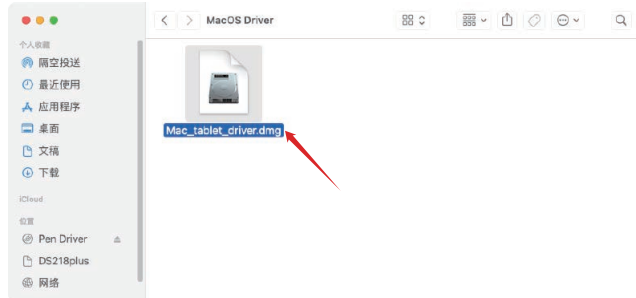 MacOS Driver
个人收藏
隔空投送
最近使用
应用程序
桌面
文稿
下载
iCloud
位置
Pen Driver
DS218plus
网络
Mac_tablet_driver.dmg